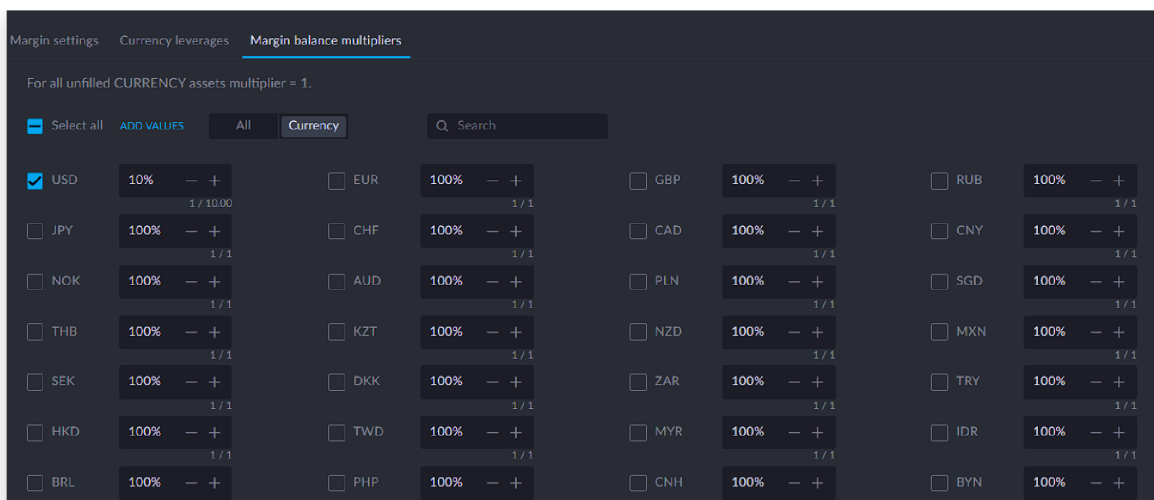 Margin settings Currency leverages Margin balance multipliers
For all unfilled CURRENCY assets multiplier = 1.
Select all ADD VALUES All Currency Search
USD 10% — + EUR 100% — + GBP 100% — + RUB 100% — +
1 / 10.00 1 / 1 1 / 1 1 / 1
JPY 100% — + CHF 100% — + CAD 100% — + CNY 100% — +
1 / 1 1 / 1 1 / 1 1 / 1
NOK 100% — + AUD 100% — + PLN 100% — + SGD 100% — +
1 / 1 1 / 1 1 / 1 1 / 1
THB 100% — + KZT 100% — + NZD 100% — + MXN 100% — +
1 / 1 1 / 1 1 / 1 1 / 1
SEK 100% — + DKK 100% — + ZAR 100% — + TRY 100% — +
1 / 1 1 / 1 1 / 1 1 / 1
HKD 100% — + TWD 100% — + MYR 100% — + IDR 100% — +
1 / 1 1 / 1 1 / 1 1 / 1
BRL 100% — + PHP 100% — + CNH 100% — + BYN 100% — +